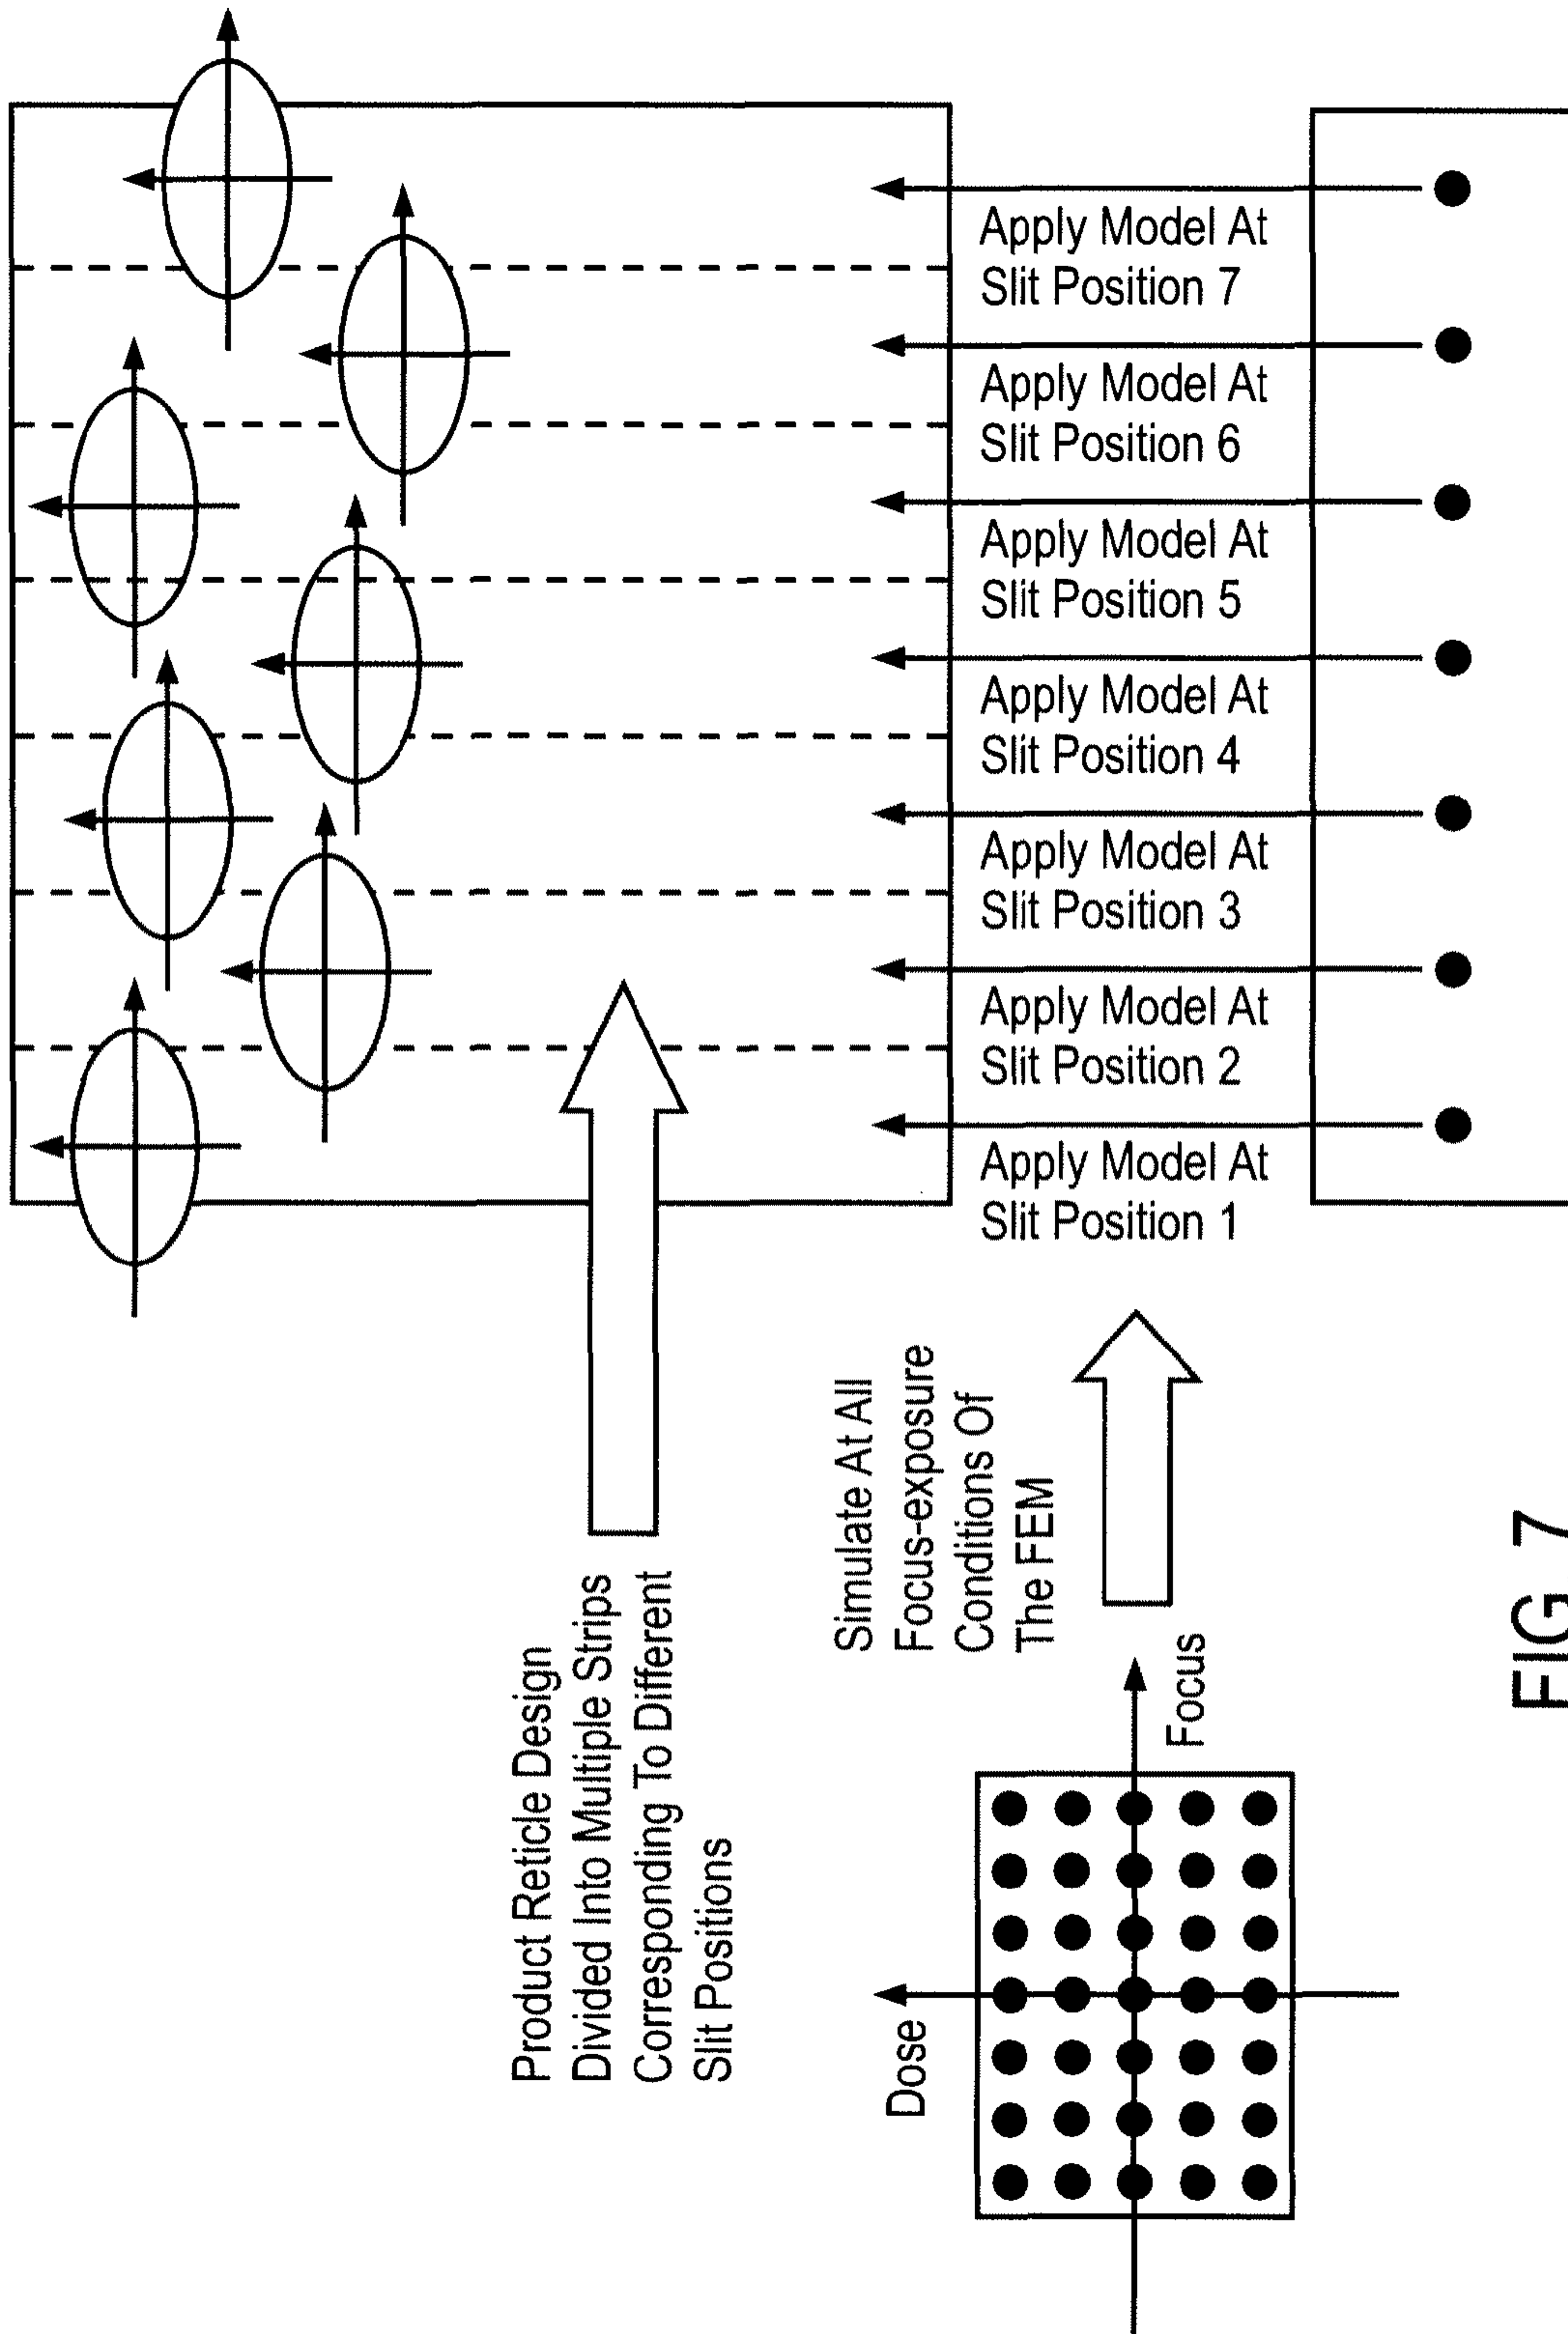 Apply Model At
Slit Position 7
Apply Model At
Slit Position 6
Apply Model At
Slit Position 5
Apply Model At
Slit Position 4
Apply Model At
Slit Position 3
Apply Model At
Slit Position 2
Apply Model At
Slit Position 1
Product Reticle Design
Divided Into Multiple Strips
Corresponding To Different
Slit Positions
Simulate At All
Focus-exposure
Conditions Of
The FEM
Dose
Focus
FIG. 7